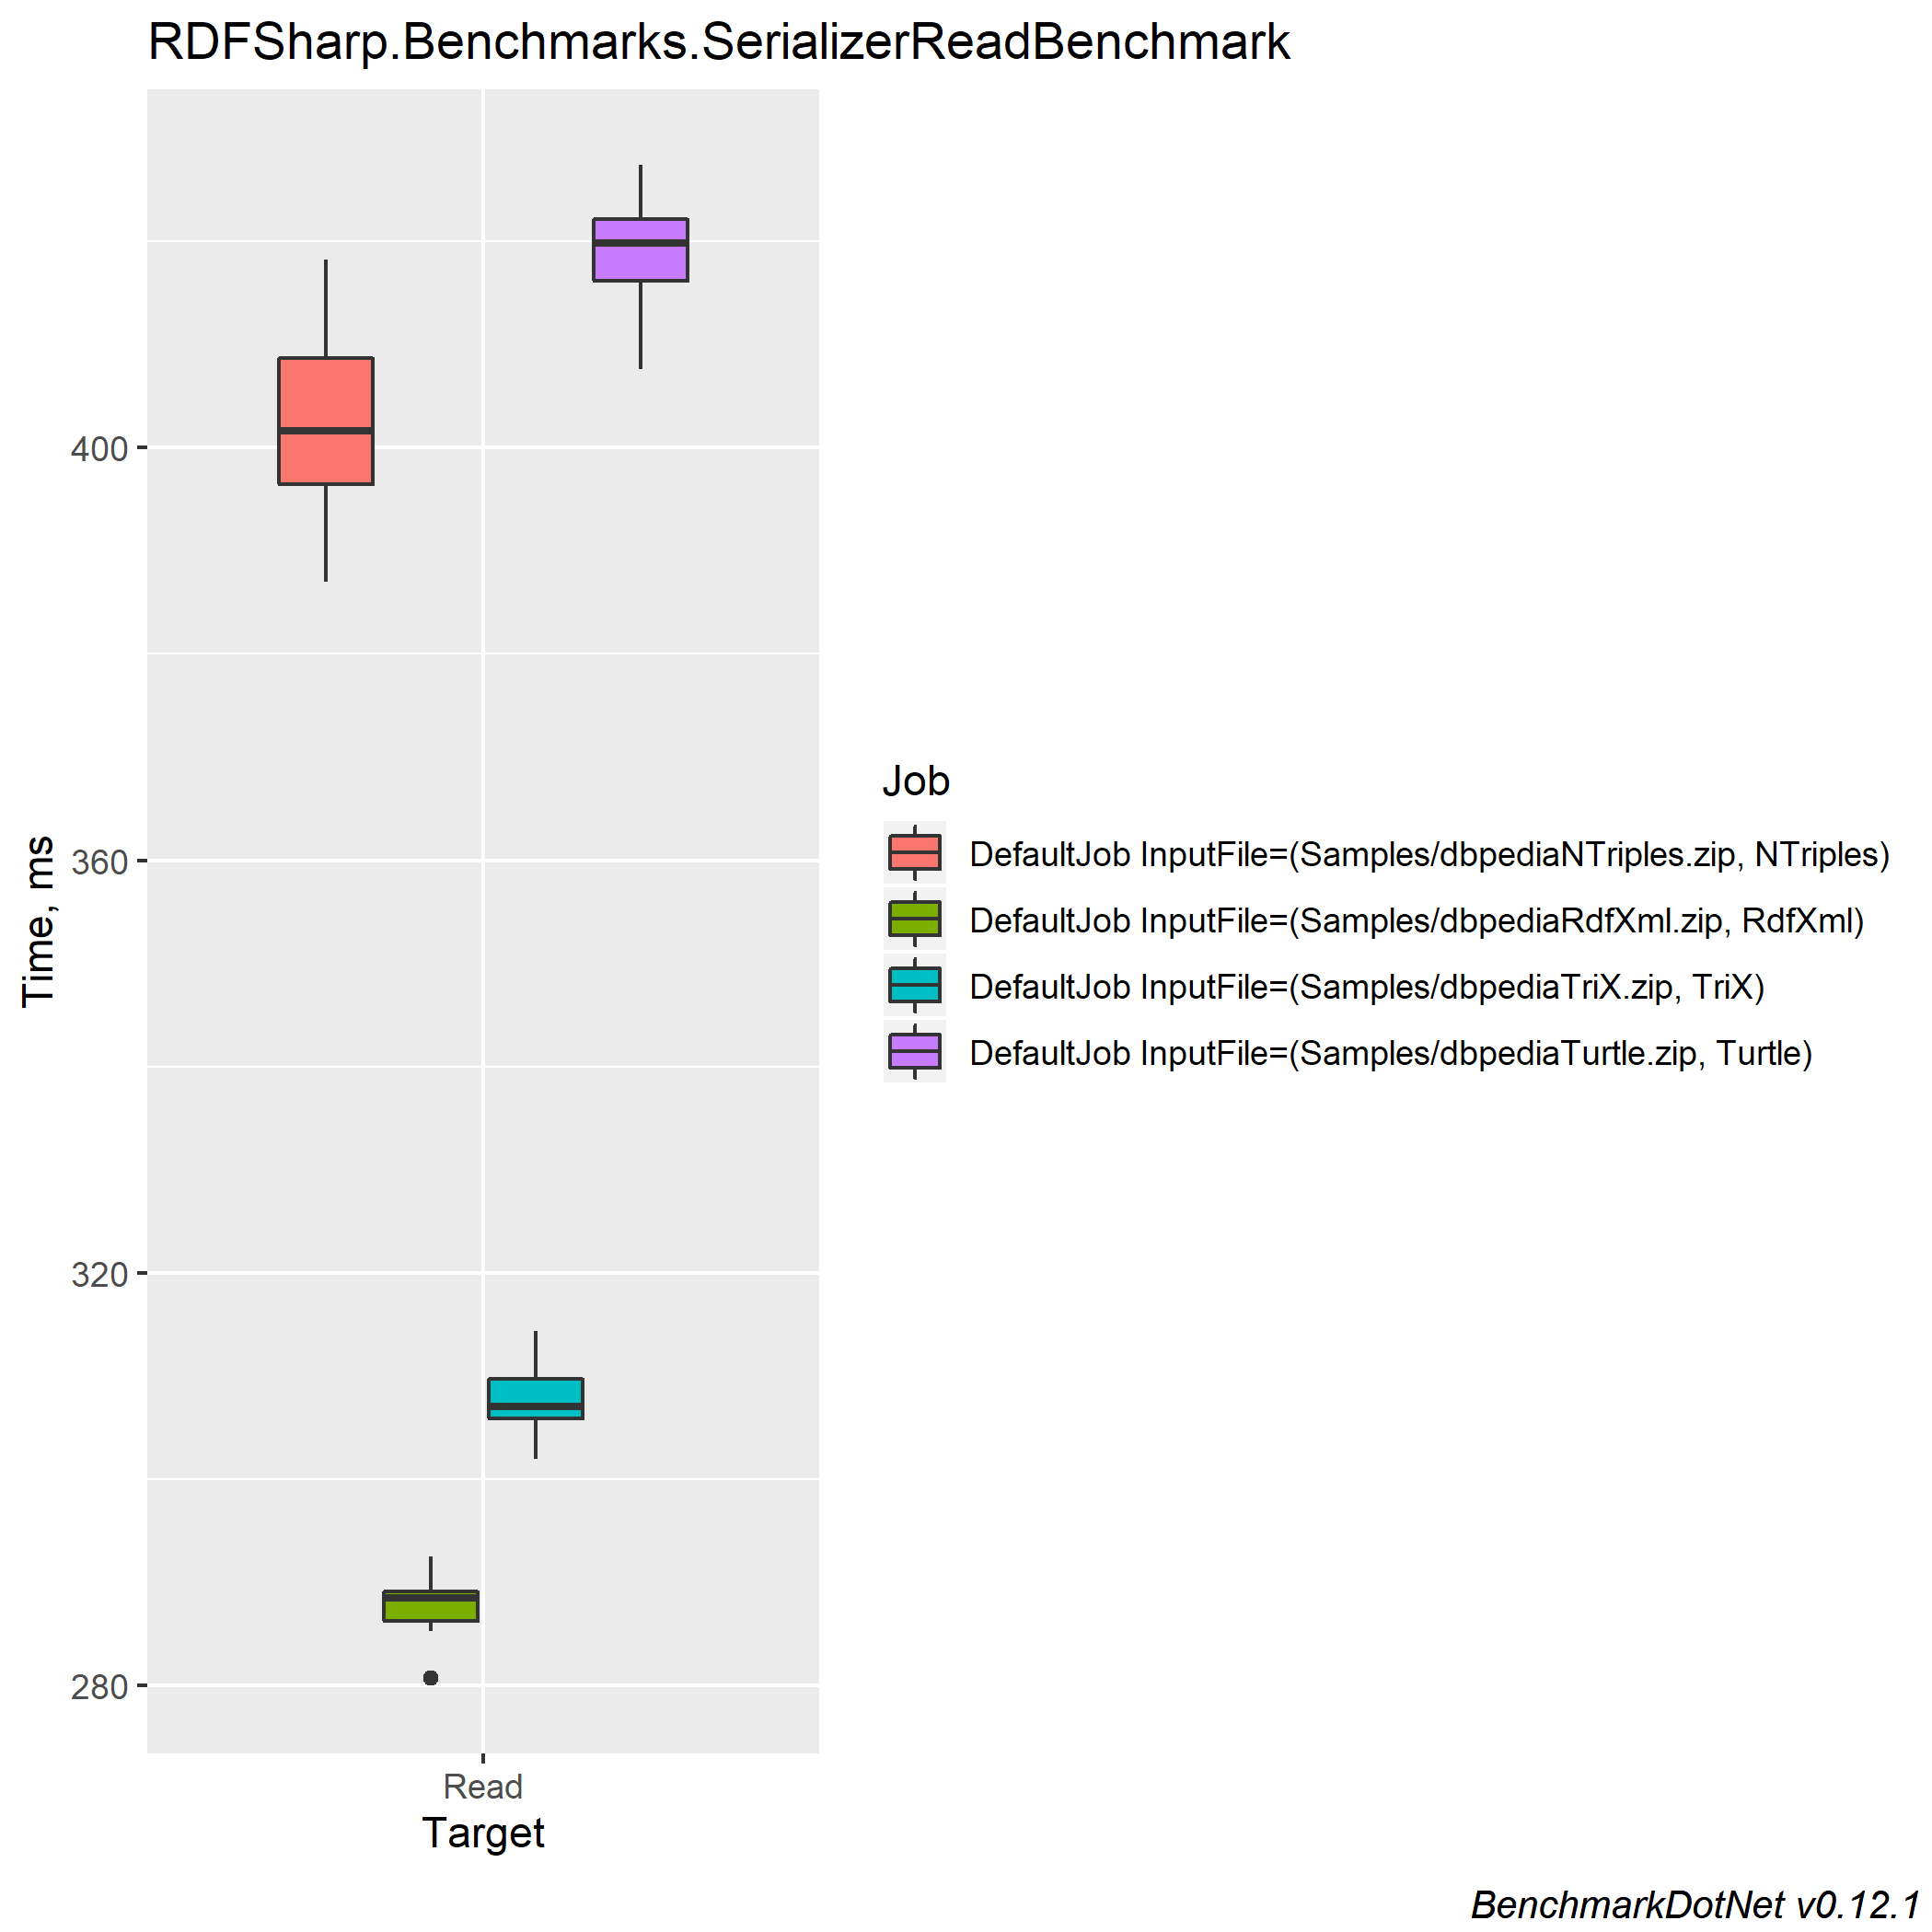 RDFSharp.Benchmarks.SerializerReadBenchmark
Time, ms
400
360
320
280
Read
Target
Job
DefaultJob InputFile=(Samples/dbpediaNTriples.zip, NTriples)
DefaultJob InputFile=(Samples/dbpediaRdfXml.zip, RdfXml)
DefaultJob InputFile=(Samples/dbpediaTriX.zip, TriX)
DefaultJob InputFile=(Samples/dbpediaTurtle.zip, Turtle)
BenchmarkDotNet v0.12.1